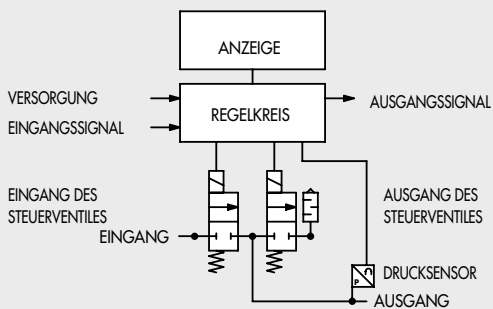 ANZEIGE
VERSORGUNG
REGELKREIS
AUSGANGSSIGNAL
EINGANGSSIGNAL
EINGANG DES
STEUERVENTILES
AUSGANG DES
STEUERVENTILES
EINGANG
DRUCKSENSOR
P
AUSGANG